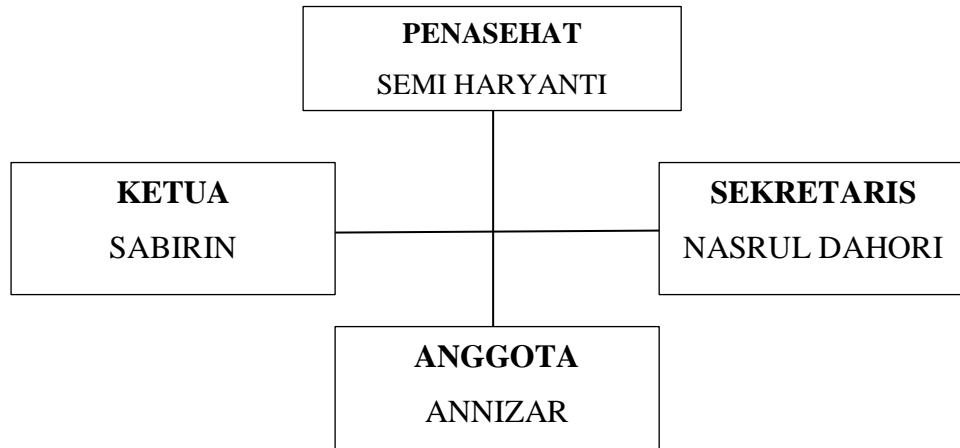 PENASEHAT
SEMI HARYANTI
KETUA
SABIRIN
SEKRETARIS
NASRUL DAHORI
ANGGOTA
ANNIZAR